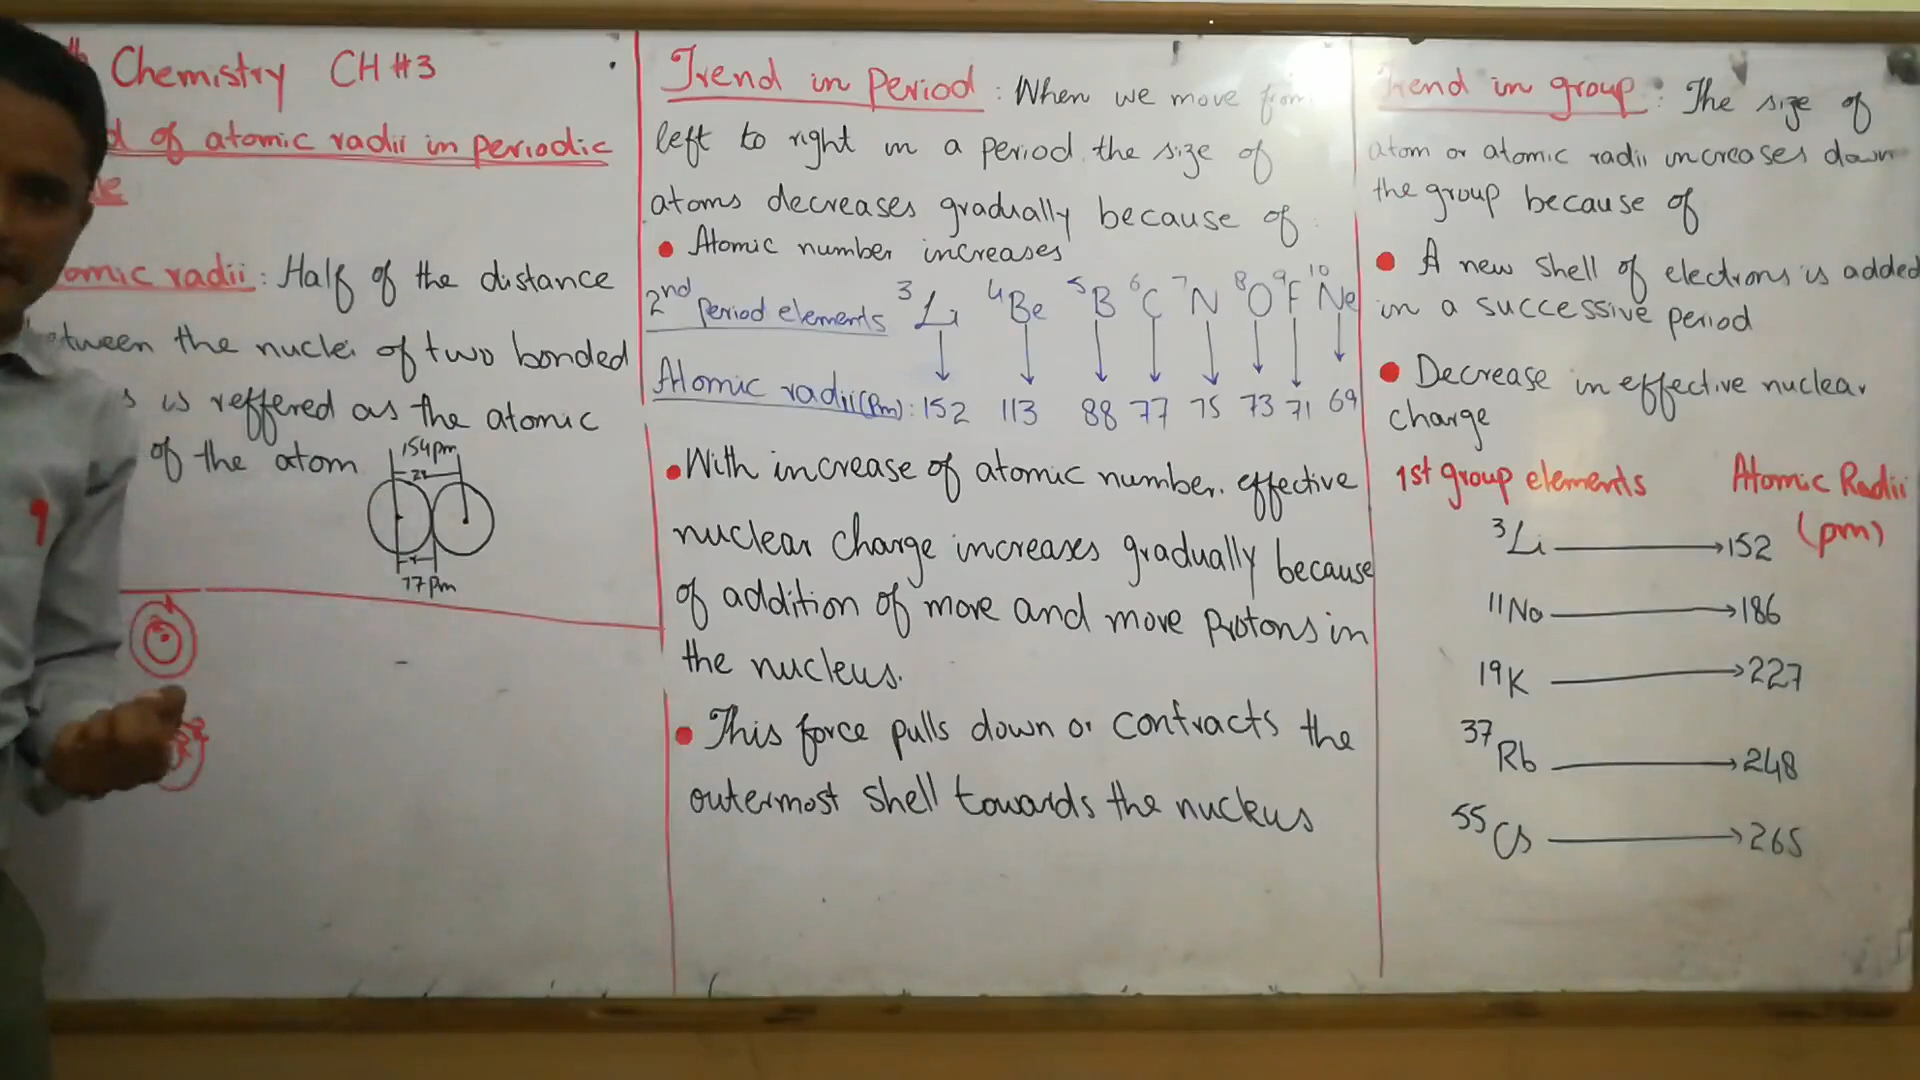 Chemistry CH#3
of atomic radii in periodic
omic radii: Half of the distance
tween the nuclei of two bonded
s is reffered as the atomic
of the atom
154pm
2r
r
77pm
Trend in Period: When we move from
left to right in a period the size of
atoms decreases gradually because of
• Atomic number increases
2nd Period elements 3Li 4Be 5B 6C 7N 8O 9F 10Ne
Atomic radii(Pm): 152 113 88 77 75 73 71 69
• With increase of atomic number. effective
nuclear charge increases gradually because
of addition of more and more protons in
the nucleus.
• This force pulls down or contracts the
outermost shell towards the nucleus
Trend in group: The size of
atom or atomic radii increases down
the group because of
• A new shell of electrons is added
in a successive period
• Decrease in effective nuclear
charge
1st group elements Atomic Radii
(pm)
3Li → 152
11Na → 186
19K → 227
37Rb → 248
55Cs → 265